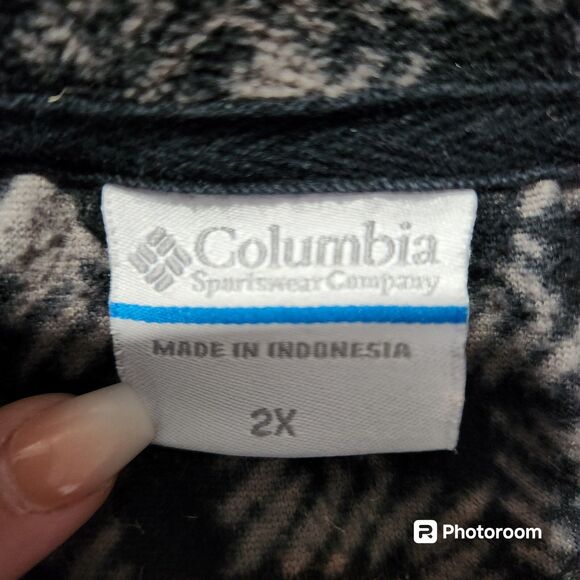 Columbia
Sportswear Company
MADE IN INDONESIA
2X
Photoroom